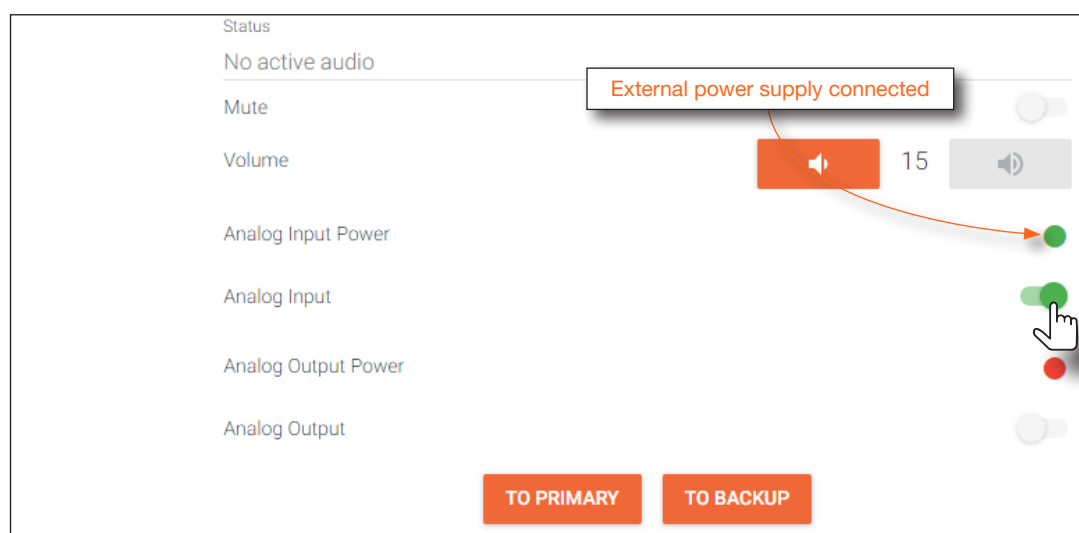 Status
No active audio
External power supply connected
Mute
Volume
15
Analog Input Power
Analog Input
Analog Output Power
Analog Output
TO PRIMARY TO BACKUP